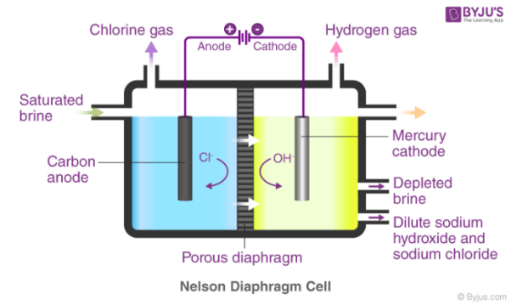 BYJU'S
The Learning App
Chlorine gas
Hydrogen gas
+
-
Anode
Cathode
Saturated
brine
Carbon
anode
Cl-
OH-
Mercury
cathode
Depleted
brine
Dilute sodium
hydroxide and
sodium chloride
Porous diaphragm
Nelson Diaphragm Cell
© Byjus.com